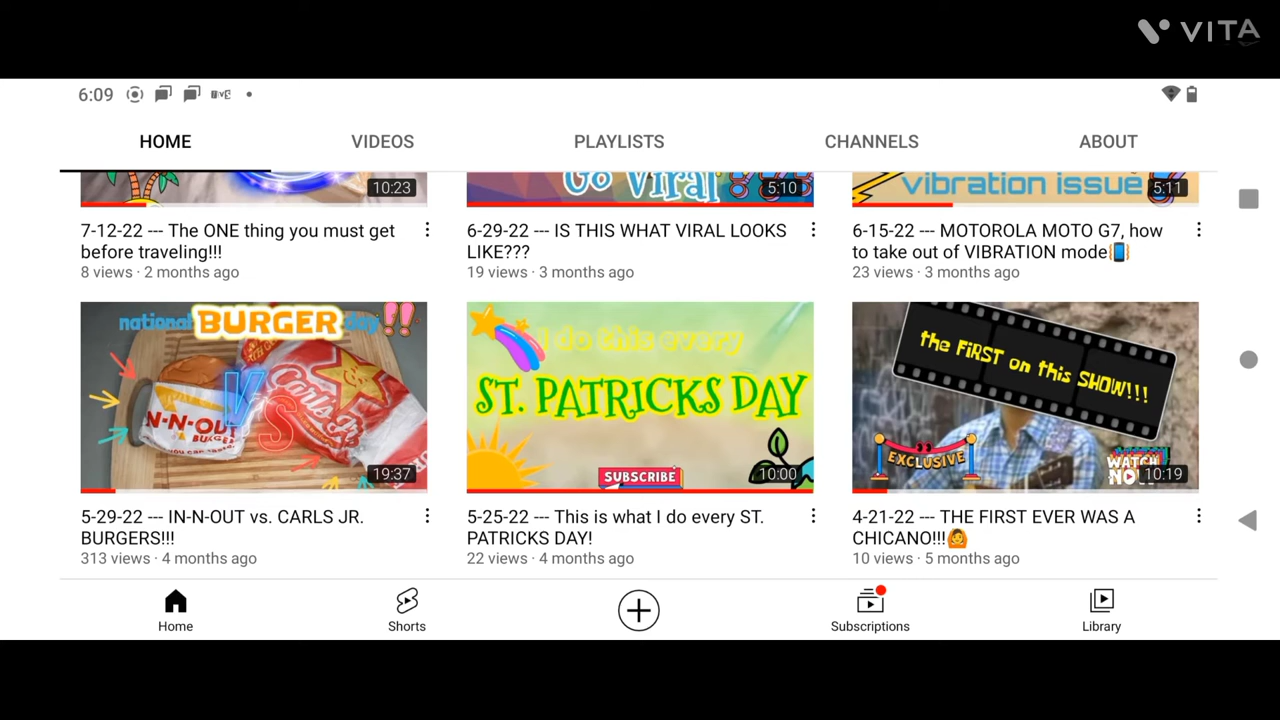 VITA
6:09
HOME VIDEOS PLAYLISTS CHANNELS ABOUT
10:23
Go Viral
5:10
vibration issue
5:11
7-12-22 --- The ONE thing you must get
before traveling!!!
8 views · 2 months ago
6-29-22 --- IS THIS WHAT VIRAL LOOKS
LIKE???
19 views · 3 months ago
6-15-22 --- MOTOROLA MOTO G7, how
to take out of VIBRATION mode📳
23 views · 3 months ago
national BURGER day!!
N-N-OUT
BURGER
you can taste
VS
Carl's Jr.
19:37
I do this every
ST. PATRICKS DAY
SUBSCRIBE
10:00
the FIRST on this SHOW!!!
EXCLUSIVE
WATCH
NOW
10:19
5-29-22 --- IN-N-OUT vs. CARLS JR.
BURGERS!!!
313 views · 4 months ago
5-25-22 --- This is what I do every ST.
PATRICKS DAY!
22 views · 4 months ago
4-21-22 --- THE FIRST EVER WAS A
CHICANO!!!🙆
10 views · 5 months ago
Home Shorts Subscriptions Library